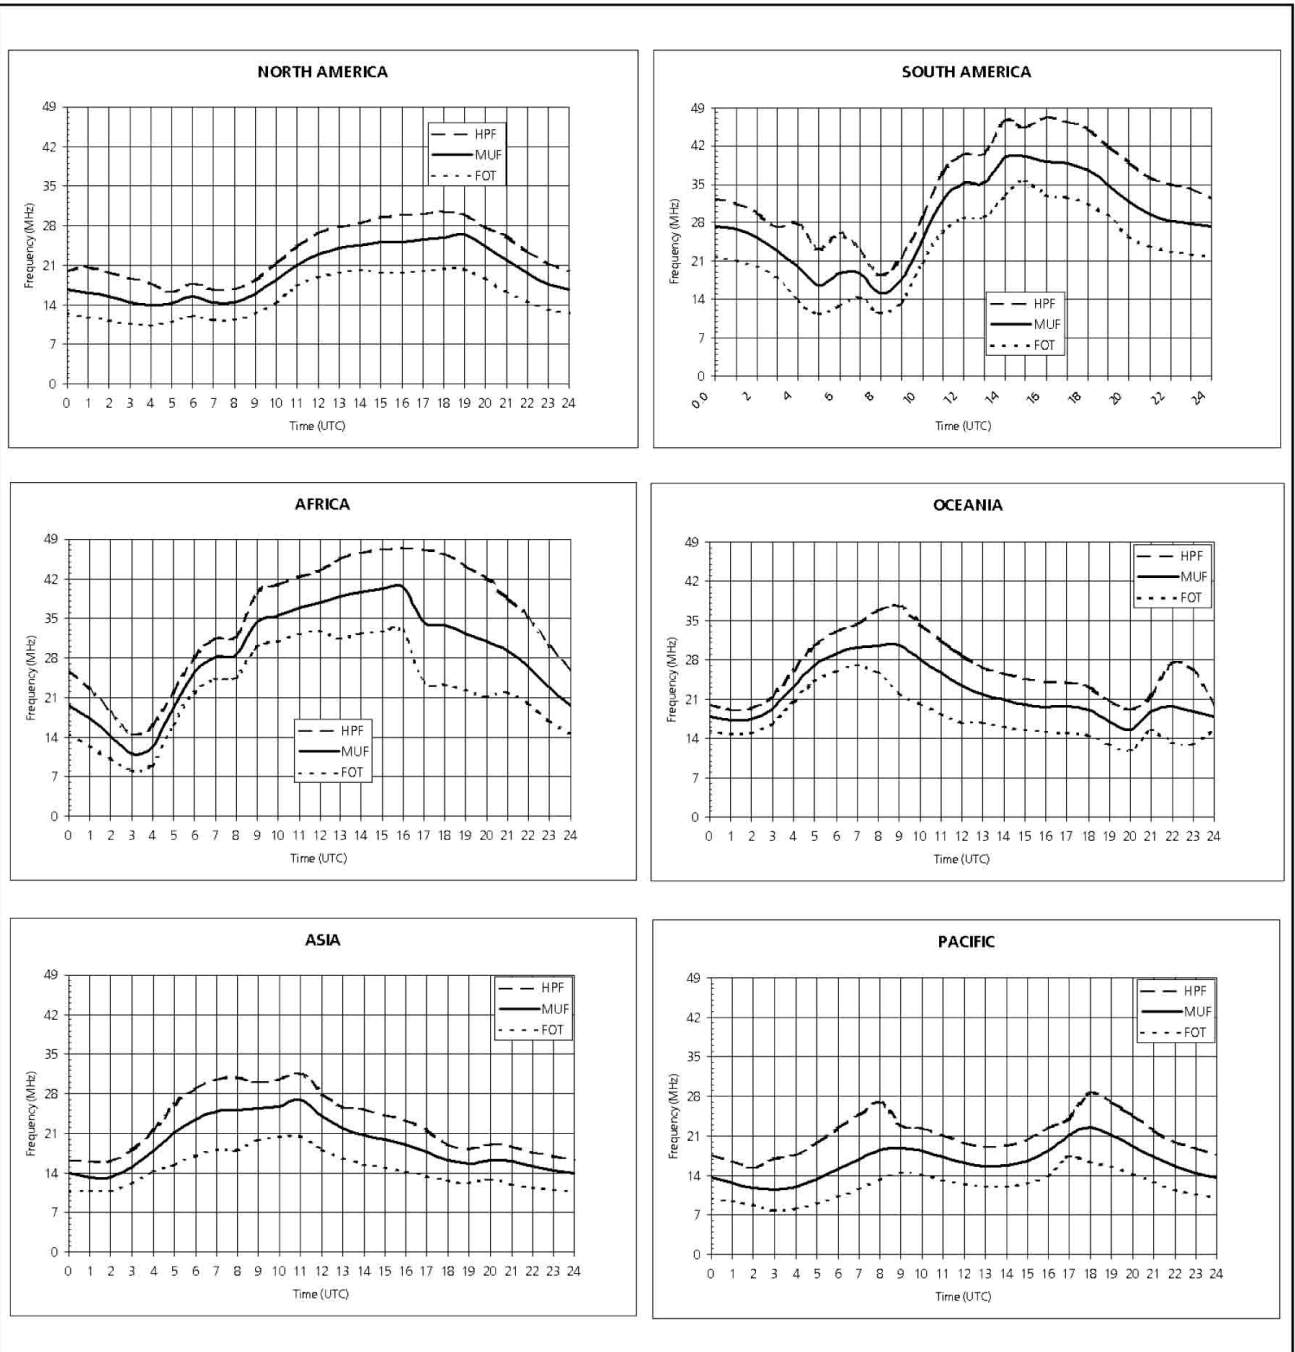 NORTH AMERICA
49
42
35
28
21
14
7
0
Frequency (MHz)
HPF
MUF
FOT
0 1 2 3 4 5 6 7 8 9 10 11 12 13 14 15 16 17 18 19 20 21 22 23 24
Time (UTC)
SOUTH AMERICA
49
42
35
28
21
14
7
0
Frequency (MHz)
HPF
MUF
FOT
0.0 2 4 6 8 10 12 14 16 18 20 22 24
Time (UTC)
AFRICA
49
42
35
28
21
14
7
0
Frequency (MHz)
HPF
MUF
FOT
0 1 2 3 4 5 6 7 8 9 10 11 12 13 14 15 16 17 18 19 20 21 22 23 24
Time (UTC)
OCEANIA
49
42
35
28
21
14
7
0
Frequency (MHz)
HPF
MUF
FOT
0 1 2 3 4 5 6 7 8 9 10 11 12 13 14 15 16 17 18 19 20 21 22 23 24
Time (UTC)
ASIA
49
42
35
28
21
14
7
0
Frequency (MHz)
HPF
MUF
FOT
0 1 2 3 4 5 6 7 8 9 10 11 12 13 14 15 16 17 18 19 20 21 22 23 24
Time (UTC)
PACIFIC
49
42
35
28
21
14
7
0
Frequency (MHz)
HPF
MUF
FOT
0 1 2 3 4 5 6 7 8 9 10 11 12 13 14 15 16 17 18 19 20 21 22 23 24
Time (UTC)